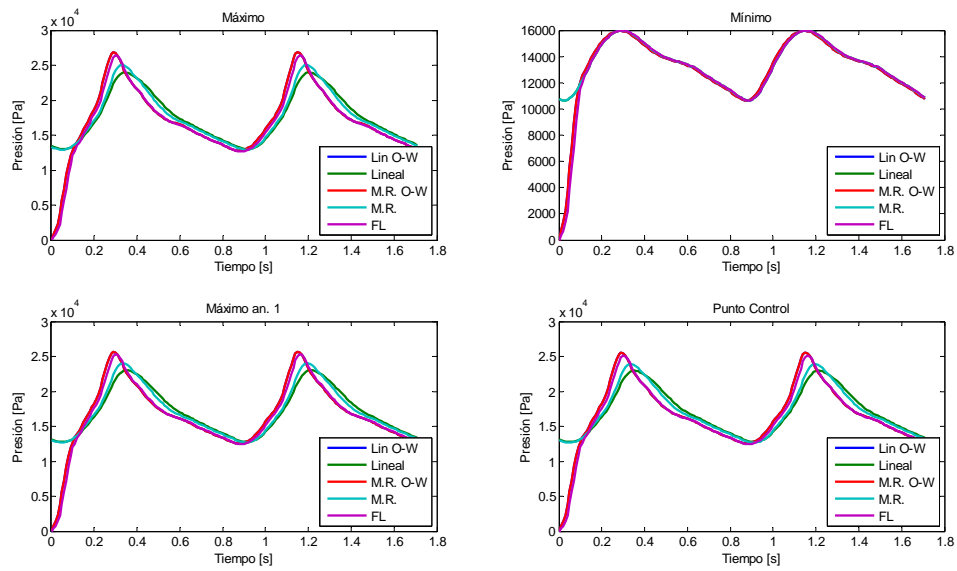 Máximo
x 10⁴
3
2.5
2
1.5
1
0.5
0
Presión [Pa]
0 0.2 0.4 0.6 0.8 1 1.2 1.4 1.6 1.8
Tiempo [s]
Lin O-W
Lineal
M.R. O-W
M.R.
FL
Mínimo
16000
14000
12000
10000
8000
6000
4000
2000
0
Presión [Pa]
0 0.2 0.4 0.6 0.8 1 1.2 1.4 1.6 1.8
Tiempo [s]
Lin O-W
Lineal
M.R. O-W
M.R.
FL
Máximo an. 1
x 10⁴
3
2.5
2
1.5
1
0.5
0
Presión [Pa]
0 0.2 0.4 0.6 0.8 1 1.2 1.4 1.6 1.8
Tiempo [s]
Lin O-W
Lineal
M.R. O-W
M.R.
FL
Punto Control
x 10⁴
3
2.5
2
1.5
1
0.5
0
Presión [Pa]
0 0.2 0.4 0.6 0.8 1 1.2 1.4 1.6 1.8
Tiempo [s]
Lin O-W
Lineal
M.R. O-W
M.R.
FL